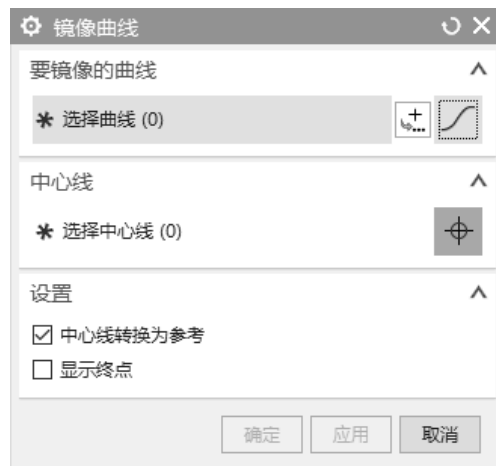 镜像曲线
要镜像的曲线
* 选择曲线 (0)
中心线
* 选择中心线 (0)
设置
中心线转换为参考
显示终点
确定 应用 取消